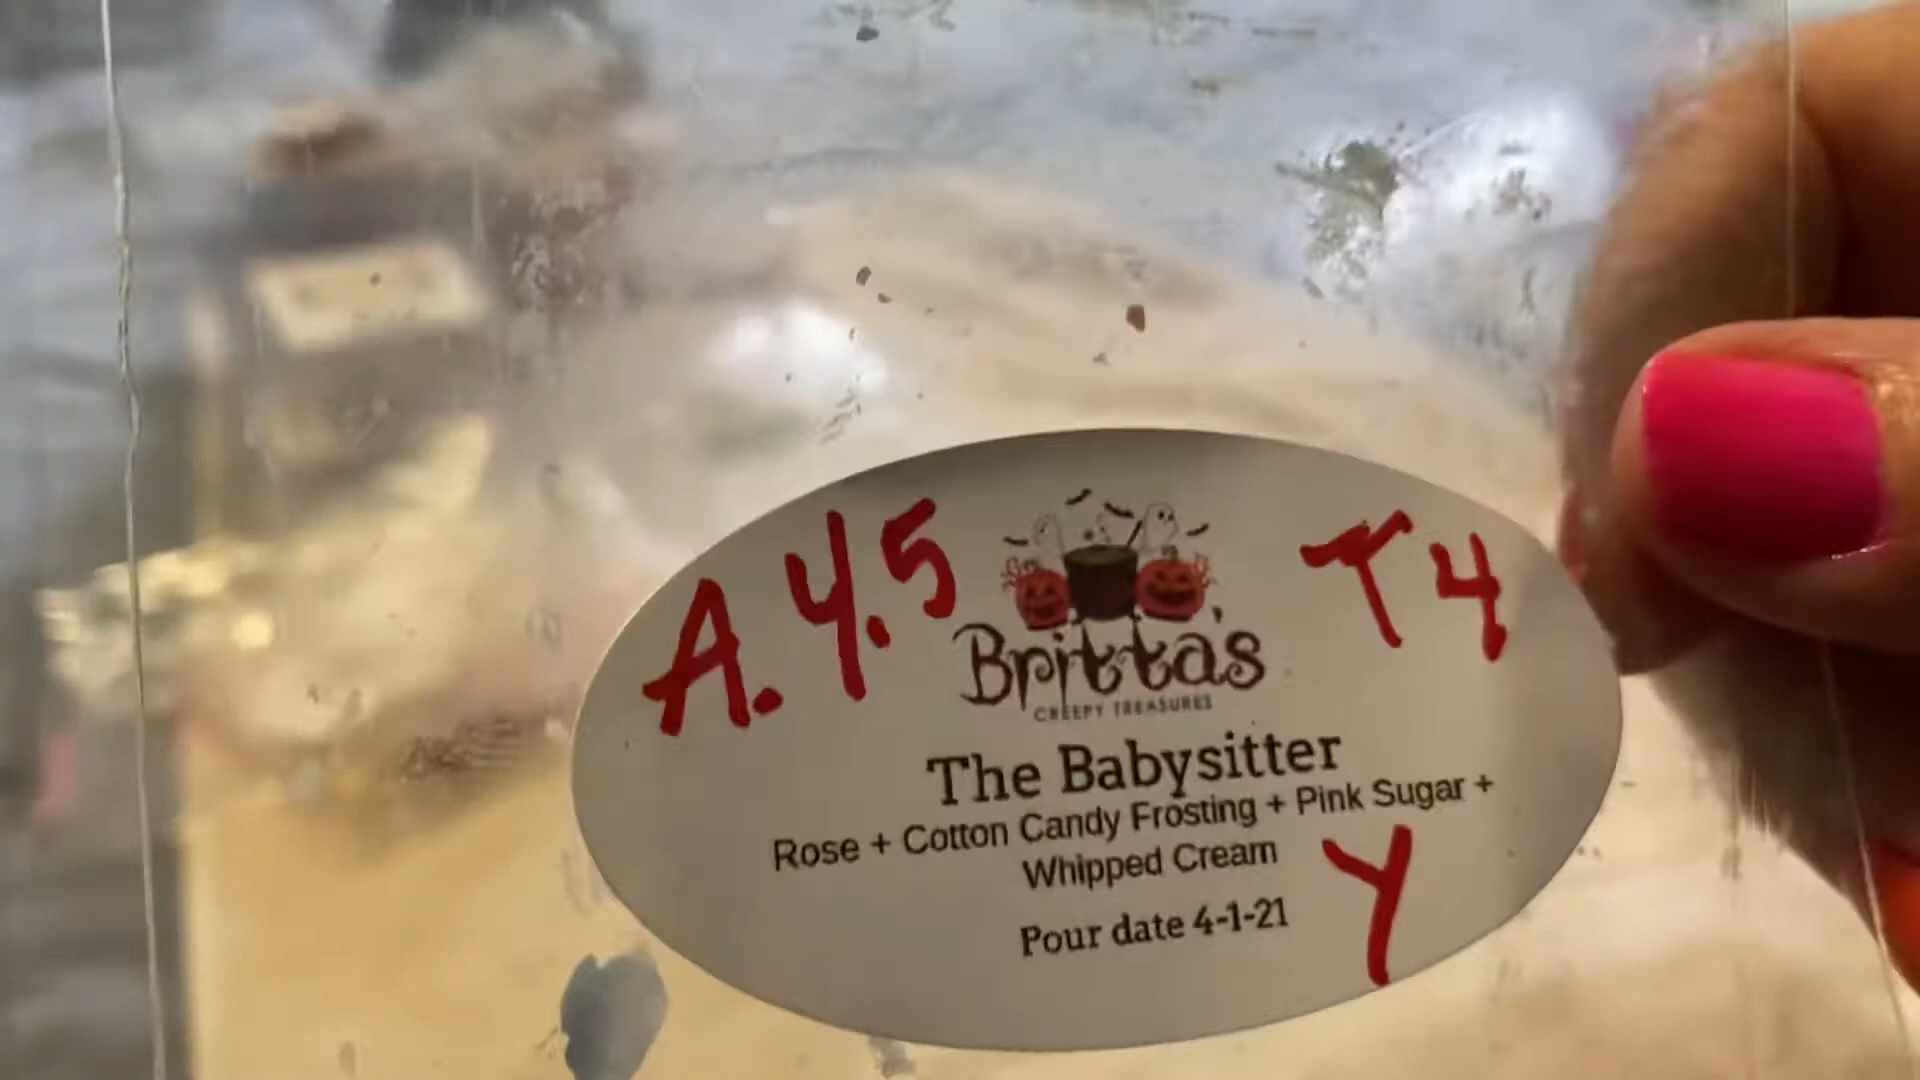 A. 4.5
T4
Britta's
CREEPY TREASURES
The Babysitter
Rose + Cotton Candy Frosting + Pink Sugar +
Whipped Cream
Y
Pour date 4-1-21